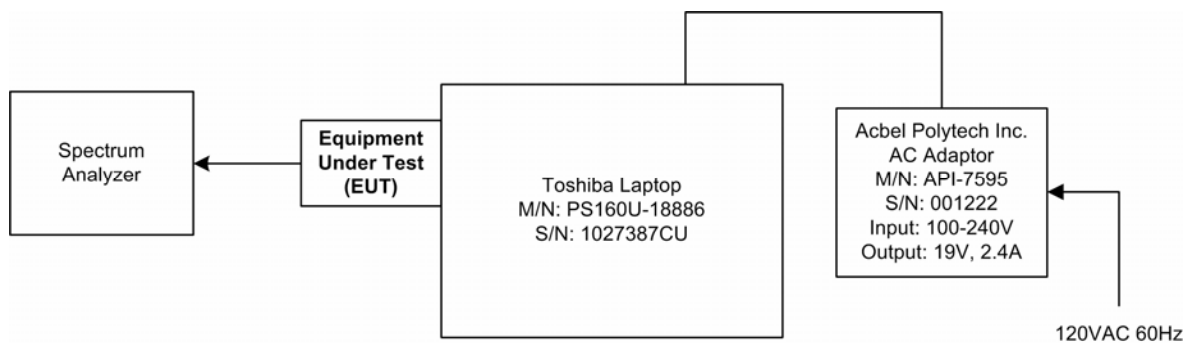 Spectrum
Analyzer
Equipment
Under Test
(EUT)
Toshiba Laptop
M/N: PS160U-18886
S/N: 1027387CU
Acbel Polytech Inc.
AC Adaptor
M/N: API-7595
S/N: 001222
Input: 100-240V
Output: 19V, 2.4A
120VAC 60Hz